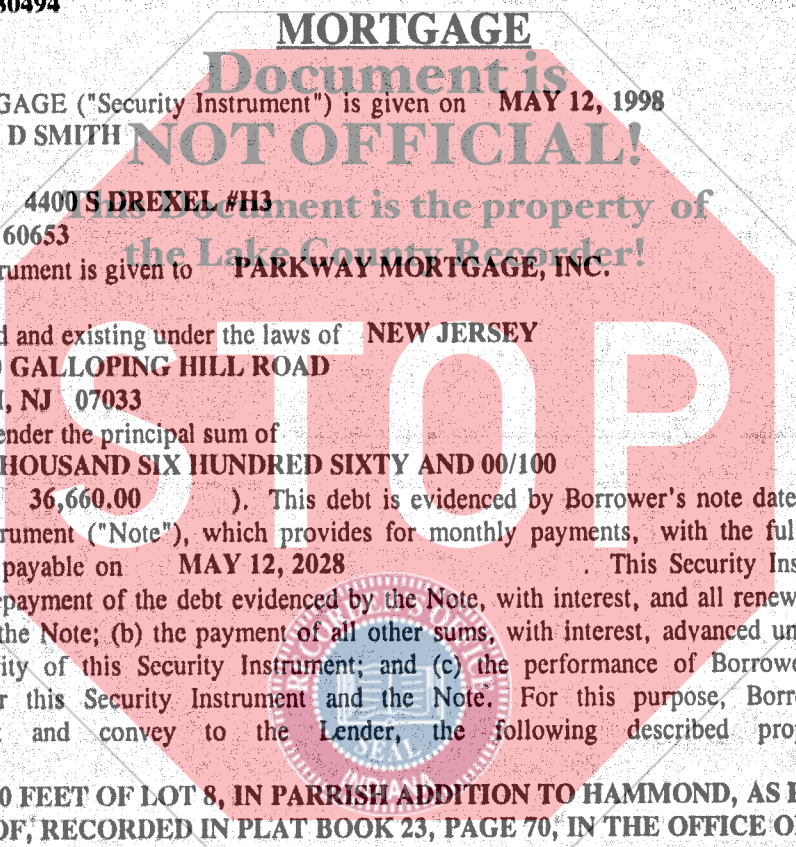 80494
MORTGAGE
Document is
GAGE ("Security Instrument") is given on MAY 12, 1998
D SMITH
NOT OFFICIAL!
4400 S DREXEL #H3
This Document is the property of
60653
the Lake County Recorder!
rument is given to PARKWAY MORTGAGE, INC.
d and existing under the laws of NEW JERSEY
GALLOPING HILL ROAD
, NJ 07033
ender the principal sum of
HOUSAND SIX HUNDRED SIXTY AND 00/100
36,660.00 ). This debt is evidenced by Borrower's note date
STOP
rument ("Note"), which provides for monthly payments, with the ful
payable on MAY 12, 2028 . This Security Ins
epayment of the debt evidenced by the Note, with interest, and all renew
the Note; (b) the payment of all other sums, with interest, advanced un
ity of this Security Instrument; and (c) the performance of Borrowe
r this Security Instrument and the Note. For this purpose, Borr
and convey to the Lender, the following described pro
RECORDER'S OFFICE
SEAL
INDIANA
0 FEET OF LOT 8, IN PARRISH ADDITION TO HAMMOND, AS
OF, RECORDED IN PLAT BOOK 23, PAGE 70, IN THE OFFICE O